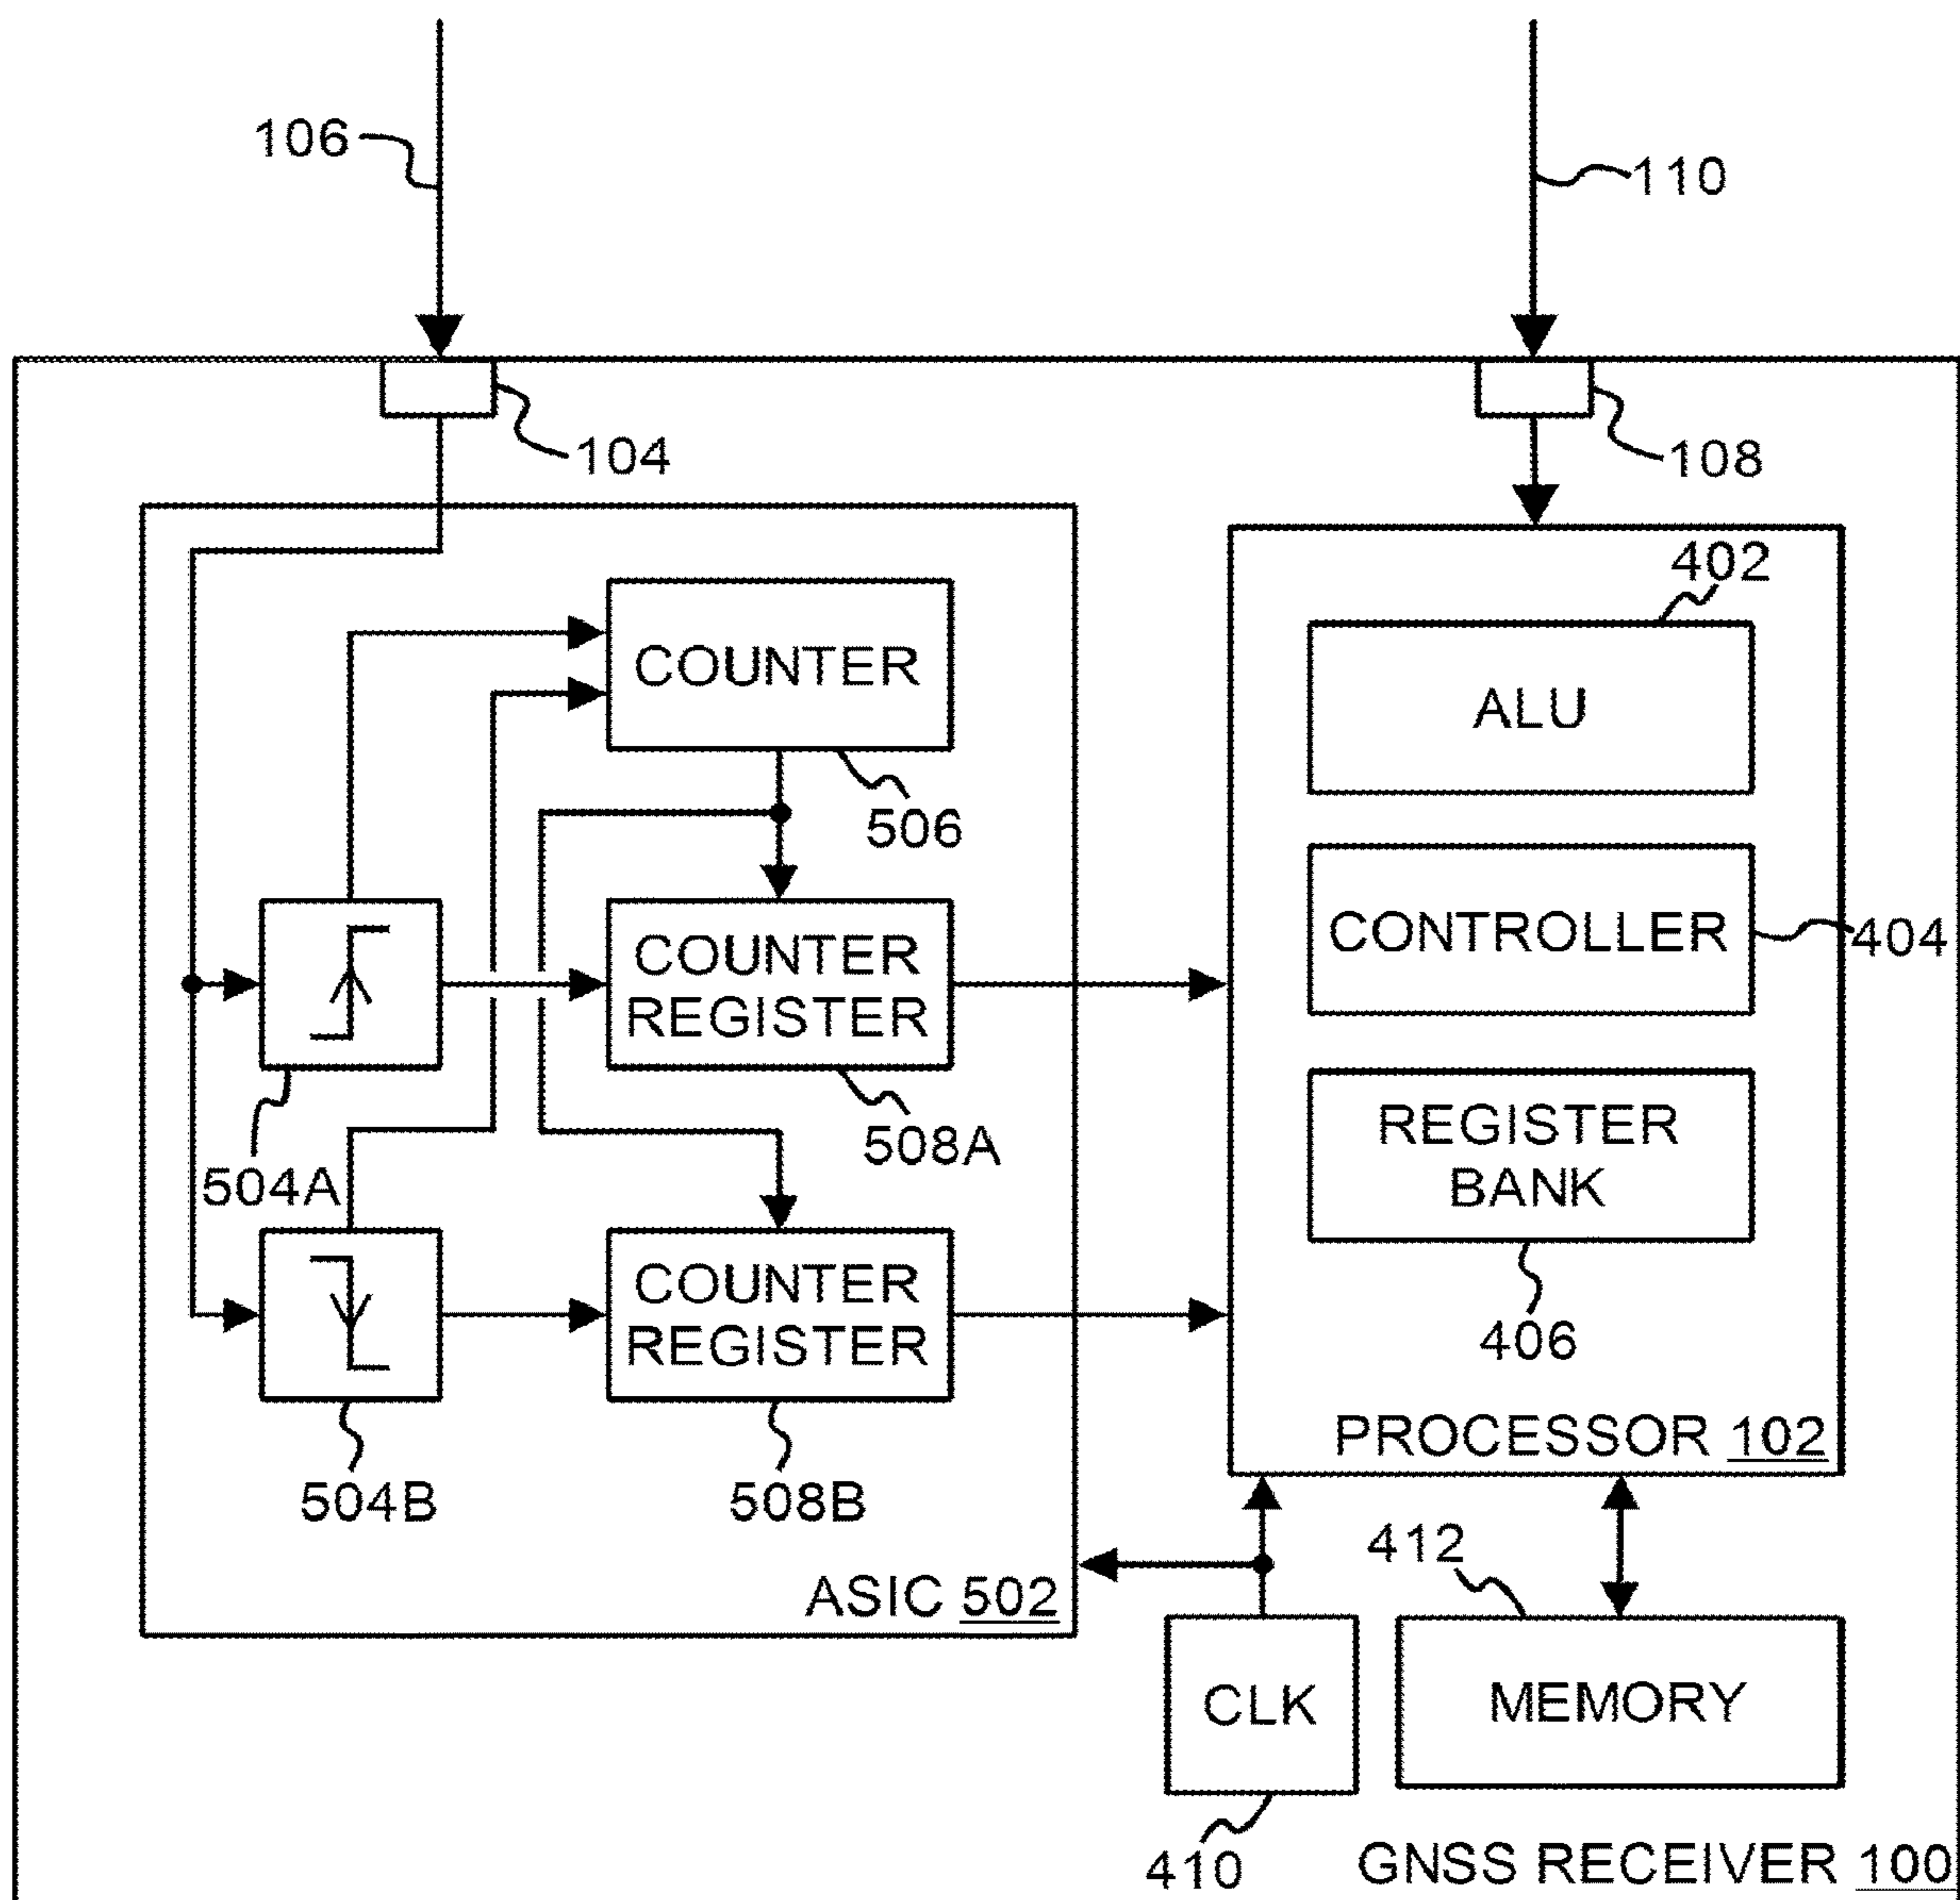 106
110
104
108
402
COUNTER
ALU
506
COUNTER
REGISTER
CONTROLLER
404
508A
504A
REGISTER
BANK
COUNTER
REGISTER
406
504B
508B
PROCESSOR 102
412
ASIC 502
CLK
MEMORY
410
GNSS RECEIVER 100